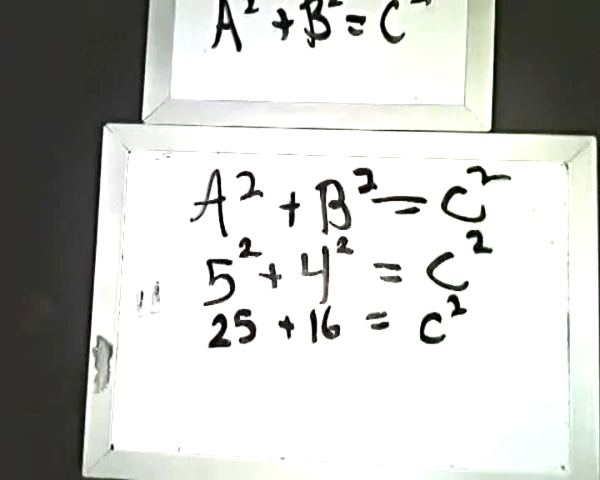 A² + B² = C²
A² + B² = C²
5² + 4² = C²
25 + 16 = C²